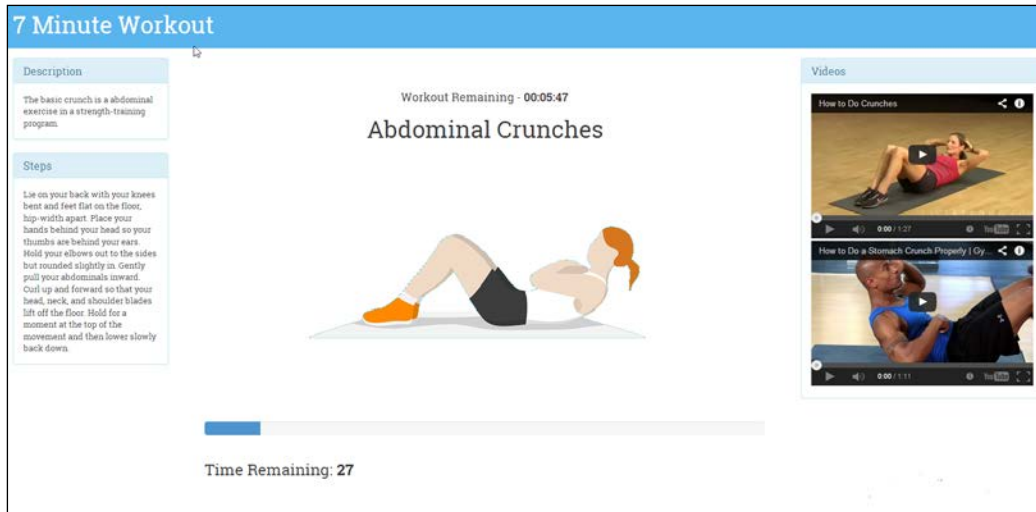 7 Minute Workout
Description
The basic crunch is a abdominal
exercise in a strength-training
program.
Steps
Lie on your back with your knees
bent and feet flat on the floor,
hip-width apart. Place your
hands behind your head so your
thumbs are behind your ears.
Hold your elbows out to the sides
but rounded slightly in. Gently
pull your abdominals inward.
Curl up and forward so that your
head, neck, and shoulder blades
lift off the floor. Hold for a
moment at the top of the
movement and then lower slowly
back down.
Workout Remaining - 00:05:47
Abdominal Crunches
Time Remaining: 27
Videos
How to Do Crunches
0:00 / 1:27
YouTube
How to Do a Stomach Crunch Properly | Gy...
0:00 / 1:11
YouTube